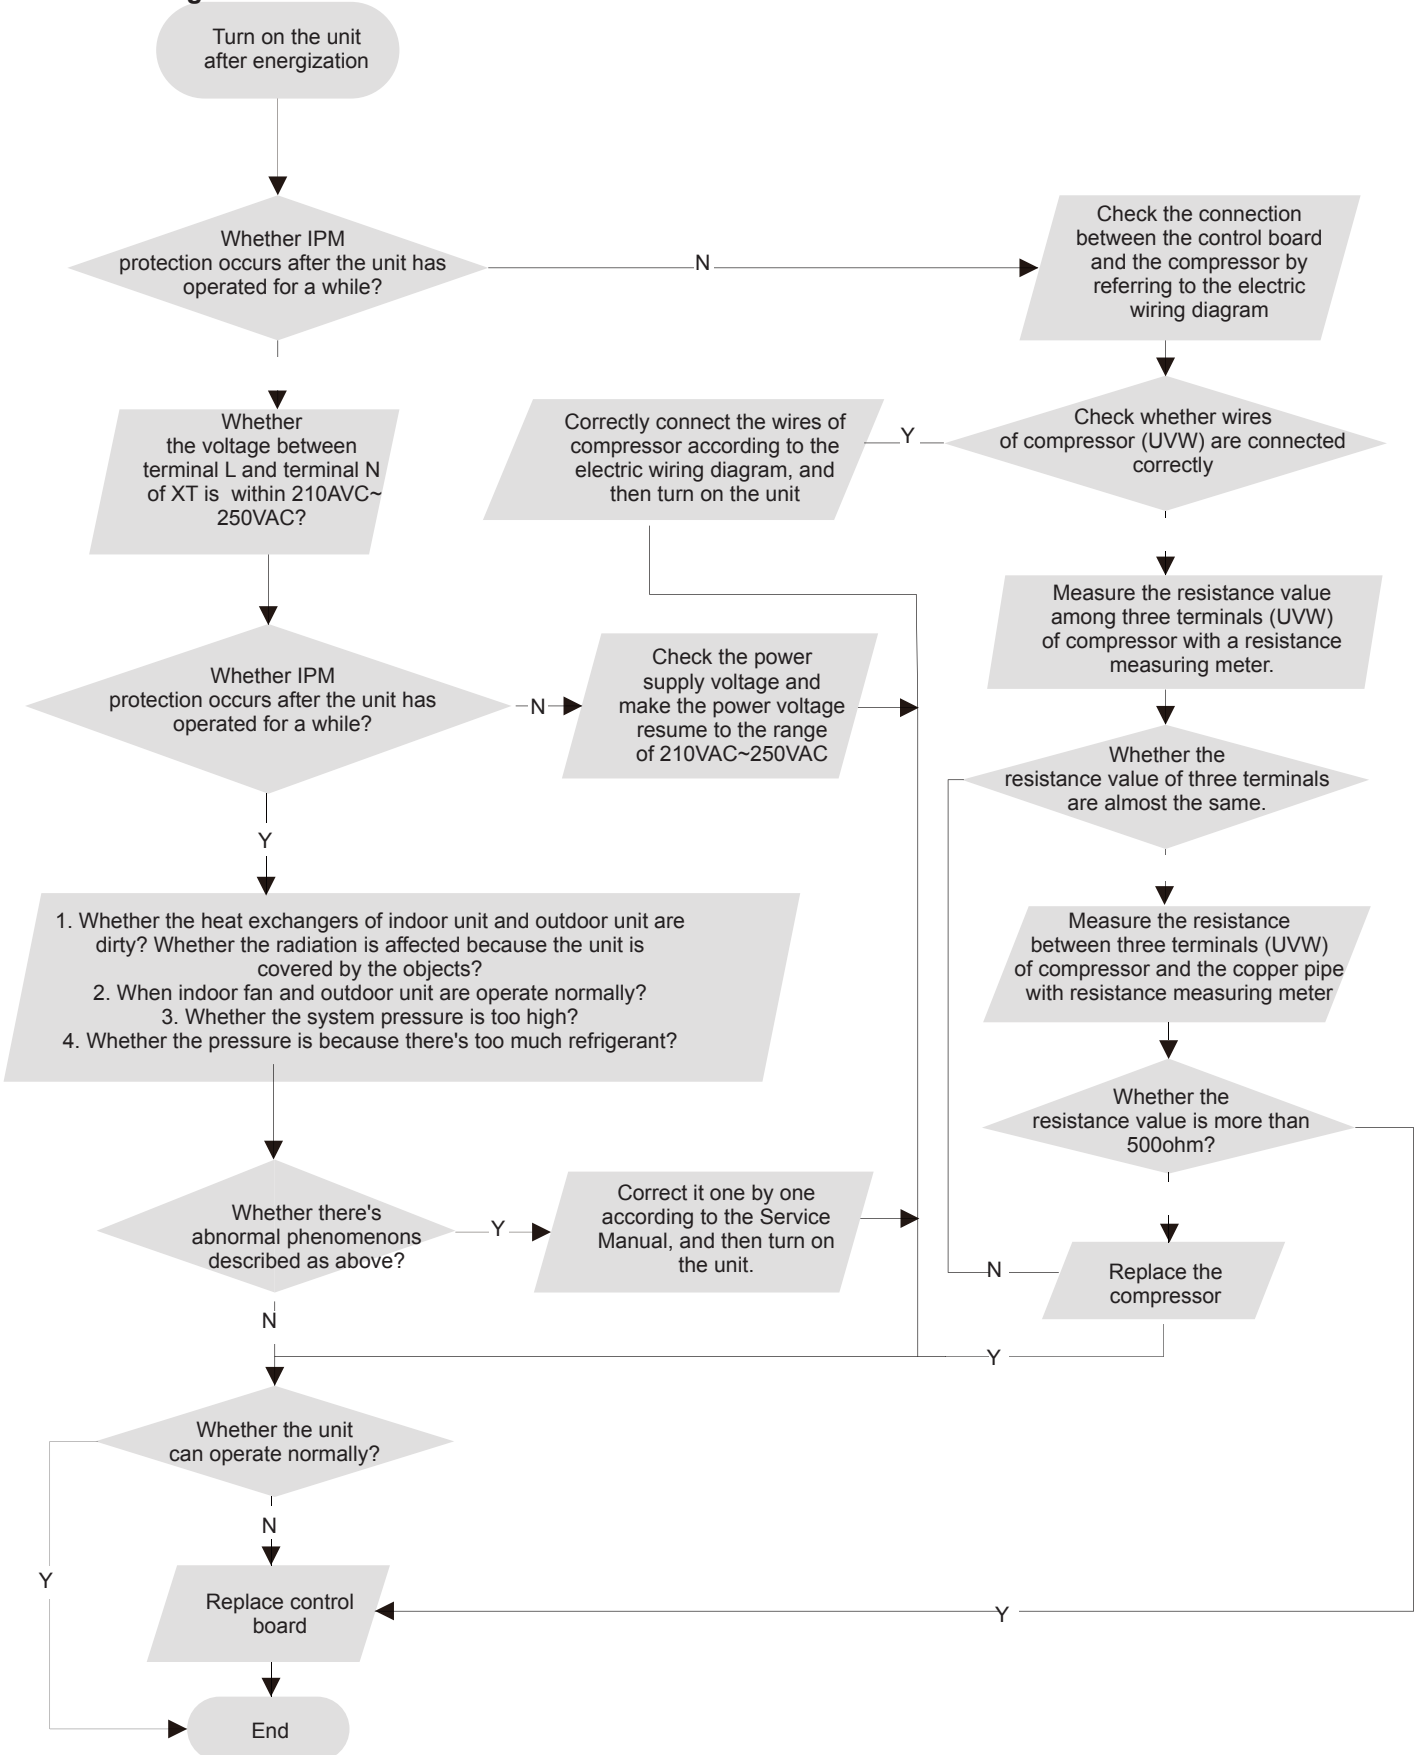 Turn on the unit
after energization
Whether IPM
protection occurs after the unit has
operated for a while?
N
Check the connection
between the control board
and the compressor by
referring to the electric
wiring diagram
Whether
the voltage between
terminal L and terminal N
of XT is within 210AVC~
250VAC?
Correctly connect the wires of
compressor according to the
electric wiring diagram, and
then turn on the unit
Y
Check whether wires
of compressor (UVW) are connected
correctly
Measure the resistance value
among three terminals (UVW)
of compressor with a resistance
measuring meter.
Whether IPM
protection occurs after the unit has
operated for a while?
N
Check the power
supply voltage and
make the power voltage
resume to the range
of 210VAC~250VAC
Whether the
resistance value of three terminals
are almost the same.
Y
1. Whether the heat exchangers of indoor unit and outdoor unit are
dirty? Whether the radiation is affected because the unit is
covered by the objects?
2. When indoor fan and outdoor unit are operate normally?
3. Whether the system pressure is too high?
4. Whether the pressure is because there's too much refrigerant?
Measure the resistance
between three terminals (UVW)
of compressor and the copper pipe
with resistance measuring meter
Whether the
resistance value is more than
500ohm?
Whether there's
abnormal phenomenons
described as above?
Y
Correct it one by one
according to the Service
Manual, and then turn on
the unit.
N
Replace the
compressor
N
Y
Whether the unit
can operate normally?
N
Y
Replace control
board
Y
End